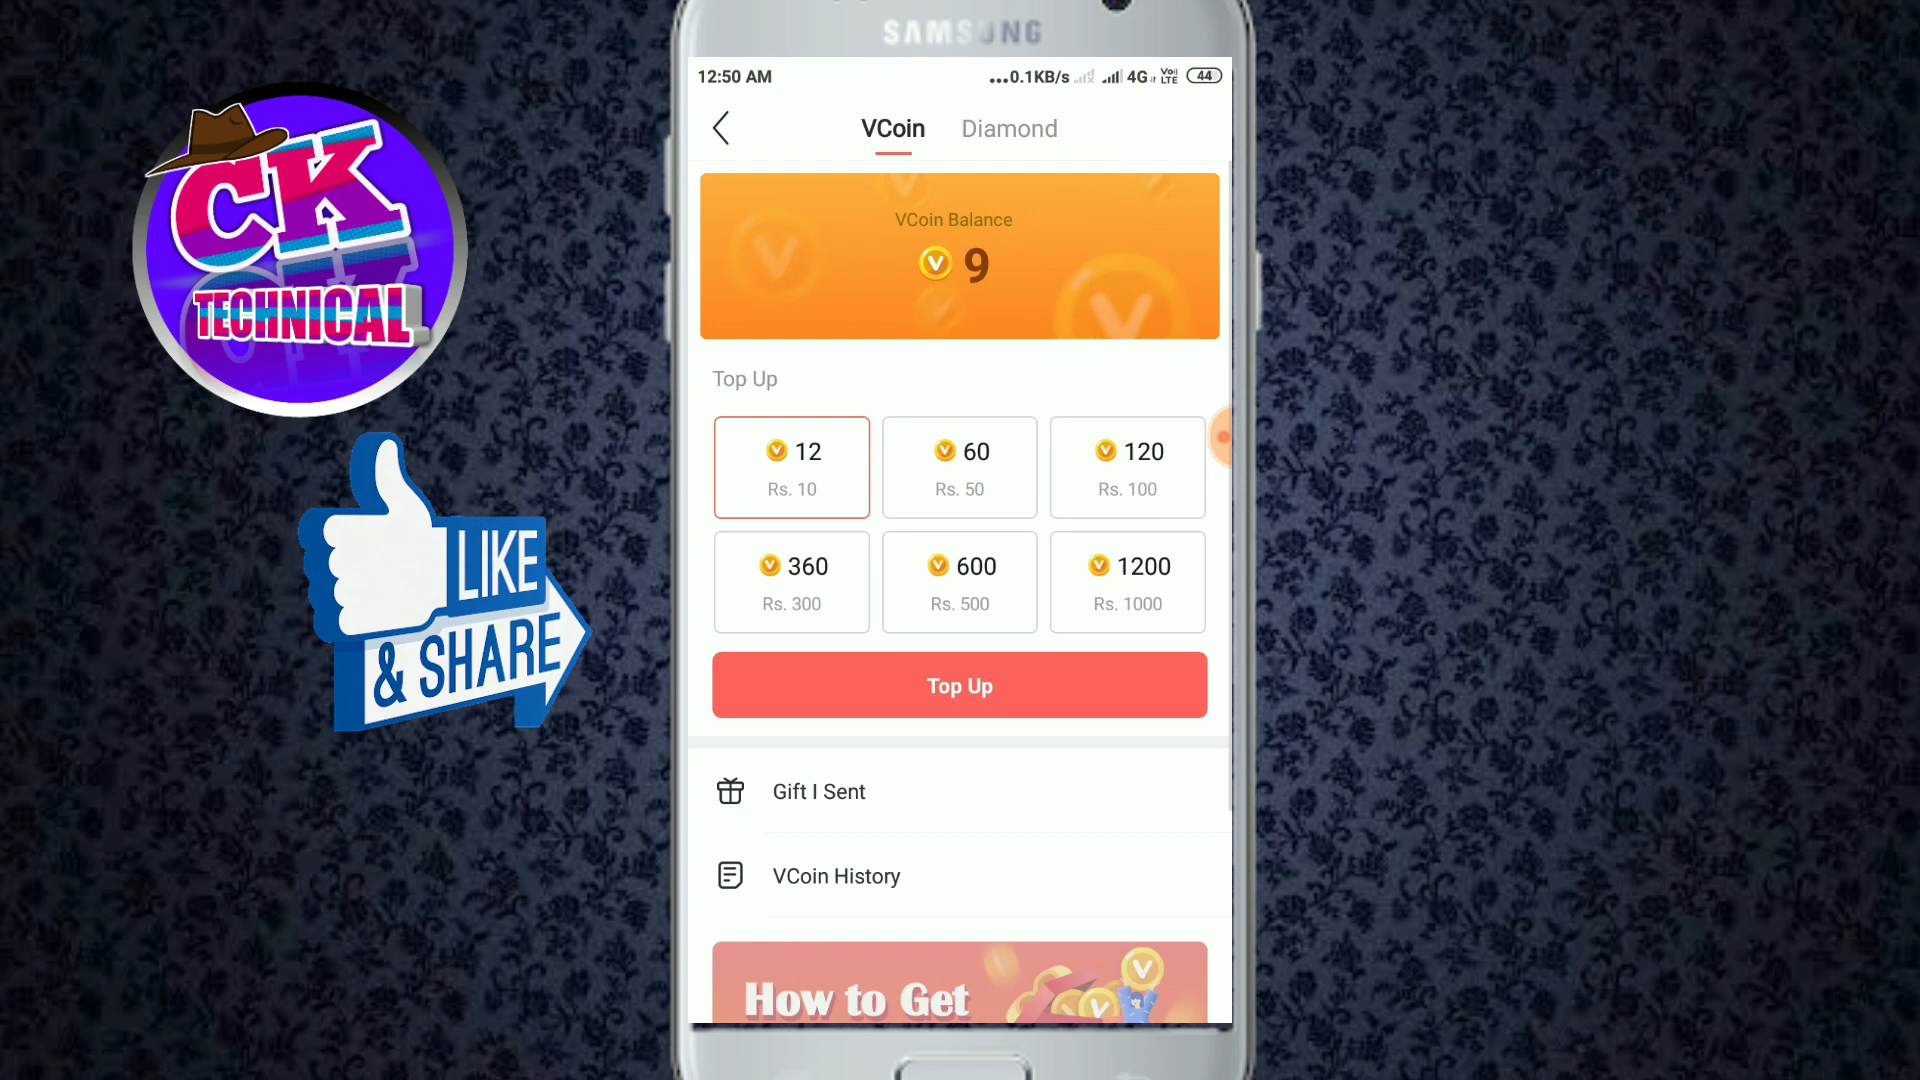 SAMSUNG
12:50 AM
...0.1KB/s 4G Vo)) LTE 44
VCoin Diamond
VCoin Balance
9
Top Up
12 60 120
Rs. 10 Rs. 50 Rs. 100
360 600 1200
Rs. 300 Rs. 500 Rs. 1000
Top Up
Gift I Sent
VCoin History
How to Get
CK
TECHNICAL
LIKE
& SHARE